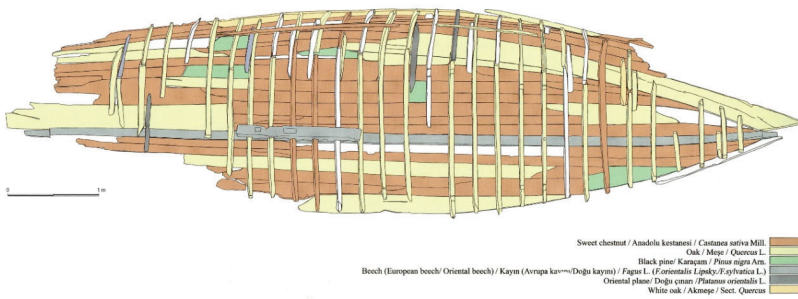 0 1 m
Sweet chestnut / Anadolu kestanesi / Castanea sativa Mill.
Oak / Meşe / Quercus L.
Black pine/ Karaçam / Pinus nigra Arn.
Beech (European beech/ Oriental beech) / Kayın (Avrupa /Doğu kayını) / Fagus L. (F.orientalis Lipsky./F.sylvatica L.)
Oriental plane/ Doğu çınarı /Platanus orientalis L.
White oak / Akmeşe / Sect. Quercus